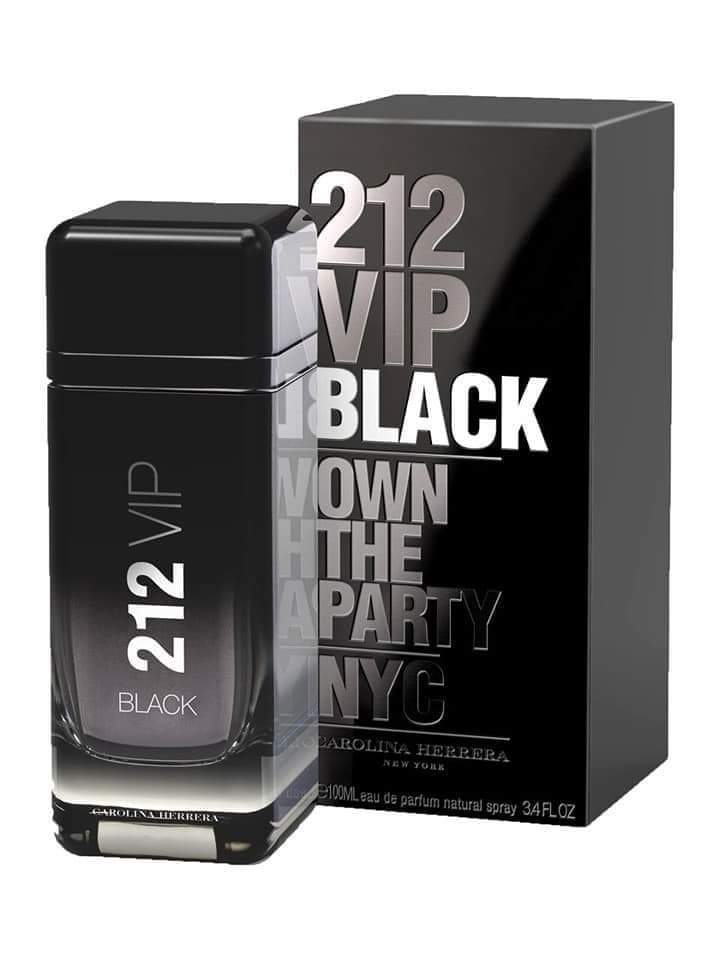 212 VIP
BLACK
CAROLINA HERRERA
212
VIP
BLACK
OWN
THE
PARTY
NYC
CAROLINA HERRERA
NEW YORK
℮100ML eau de parfum natural spray 3.4 FL OZ